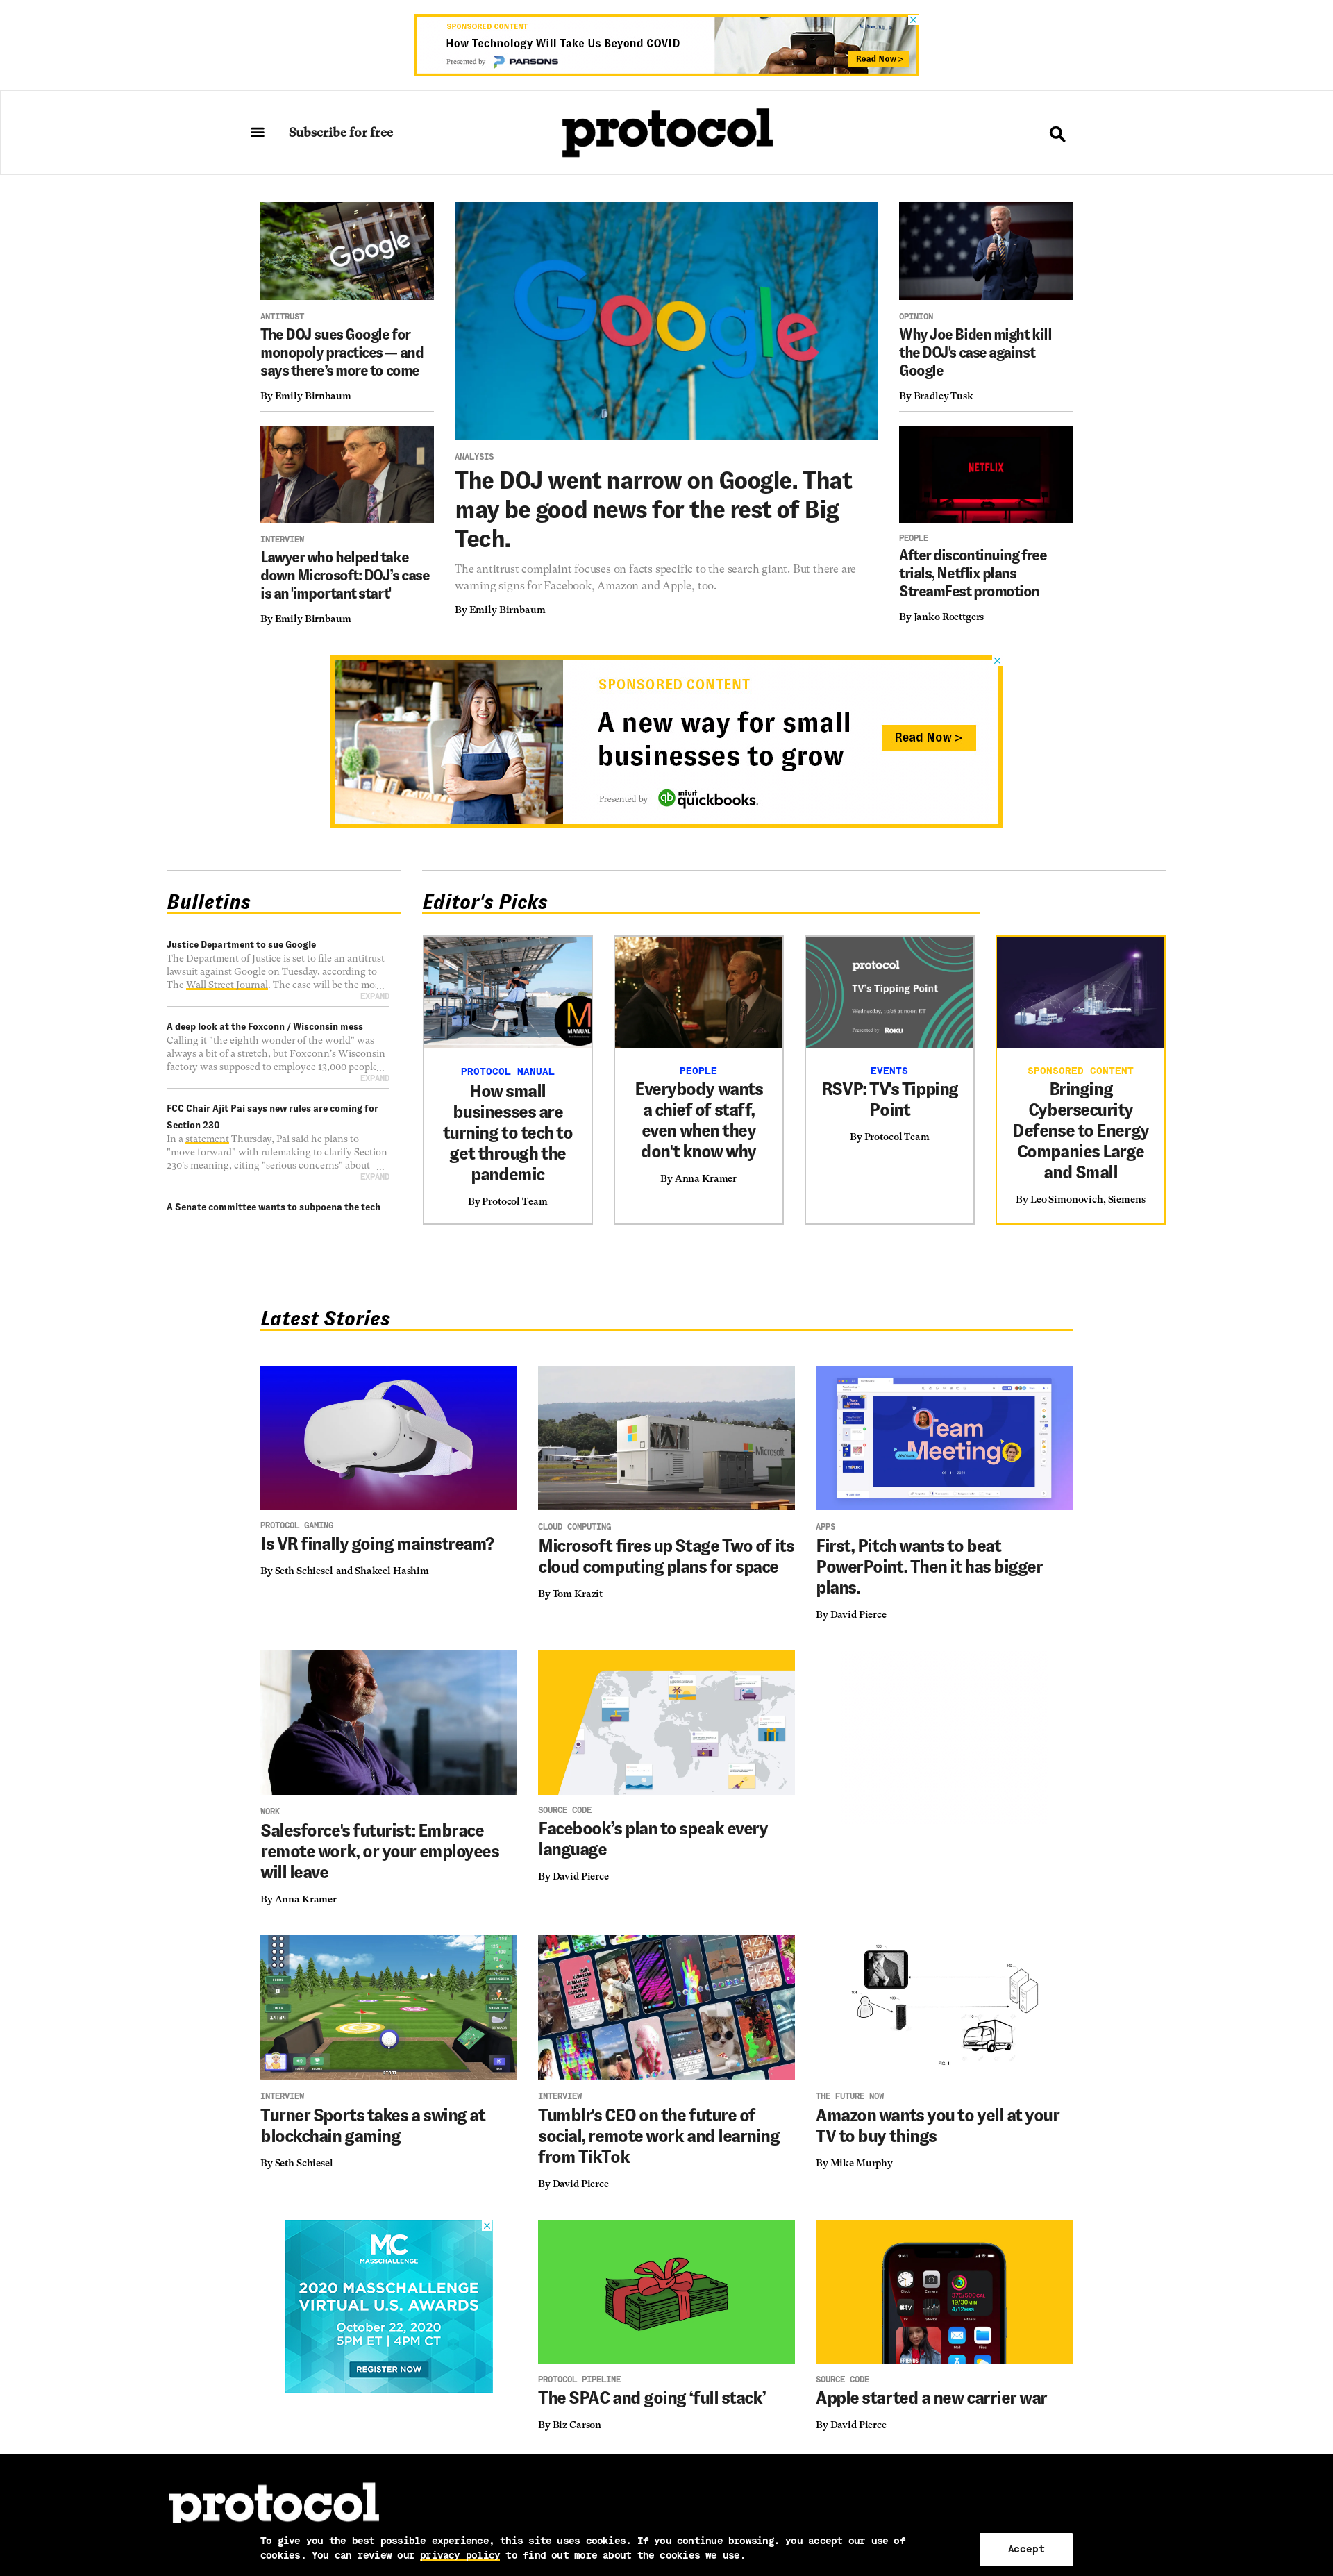 SPONSORED CONTENT
How Technology Will Take Us Beyond COVID
Presented by PARSONS
Read Now >
Subscribe for free
protocol
Google
ANTITRUST
The DOJ sues Google for
monopoly practices — and
says there's more to come
By Emily Birnbaum
INTERVIEW
Lawyer who helped take
down Microsoft: DOJ's case
is an 'important start'
By Emily Birnbaum
Google
ANALYSIS
The DOJ went narrow on Google. That
may be good news for the rest of Big
Tech.
The antitrust complaint focuses on facts specific to the search giant. But there are
warning signs for Facebook, Amazon and Apple, too.
By Emily Birnbaum
OPINION
Why Joe Biden might kill
the DOJ's case against
Google
By Bradley Tusk
NETFLIX
PEOPLE
After discontinuing free
trials, Netflix plans
StreamFest promotion
By Janko Roettgers
SPONSORED CONTENT
A new way for small
businesses to grow
Read Now >
Presented by
qb intuit quickbooks.
Bulletins
Justice Department to sue Google
The Department of Justice is set to file an antitrust
lawsuit against Google on Tuesday, according to
The Wall Street Journal. The case will be the mos...
EXPAND
A deep look at the Foxconn / Wisconsin mess
Calling it "the eighth wonder of the world" was
always a bit of a stretch, but Foxconn's Wisconsin
factory was supposed to employee 13,000 people...
EXPAND
FCC Chair Ajit Pai says new rules are coming for
Section 230
In a statement Thursday, Pai said he plans to
"move forward" with rulemaking to clarify Section
230's meaning, citing "serious concerns" about ...
EXPAND
A Senate committee wants to subpoena the tech
Editor's Picks
M
MANUAL
PROTOCOL MANUAL
How small
businesses are
turning to tech to
get through the
pandemic
By Protocol Team
PEOPLE
Everybody wants
a chief of staff,
even when they
don't know why
By Anna Kramer
protocol
TV's Tipping Point
Wednesday, 10/28 at noon ET
Presented by Roku
EVENTS
RSVP: TV's Tipping
Point
By Protocol Team
SPONSORED CONTENT
Bringing
Cybersecurity
Defense to Energy
Companies Large
and Small
By Leo Simonovich, Siemens
Latest Stories
PROTOCOL GAMING
Is VR finally going mainstream?
By Seth Schiesel and Shakeel Hashim
Microsoft
CLOUD COMPUTING
Microsoft fires up Stage Two of its
cloud computing plans for space
By Tom Krazit
Team
Meeting
APPS
First, Pitch wants to beat
PowerPoint. Then it has bigger
plans.
By David Pierce
WORK
Salesforce's futurist: Embrace
remote work, or your employees
will leave
By Anna Kramer
SOURCE CODE
Facebook's plan to speak every
language
By David Pierce
INTERVIEW
Turner Sports takes a swing at
blockchain gaming
By Seth Schiesel
PIZZA
PIZZA
PIZZA
INTERVIEW
Tumblr's CEO on the future of
social, remote work and learning
from TikTok
By David Pierce
FIG. 1
THE FUTURE NOW
Amazon wants you to yell at your
TV to buy things
By Mike Murphy
MC
MASSCHALLENGE
2020 MASSCHALLENGE
VIRTUAL U.S. AWARDS
October 22, 2020
5PM ET | 4PM CT
REGISTER NOW
PROTOCOL PIPELINE
The SPAC and going 'full stack'
By Biz Carson
9:41
375/500CAL
19/30MIN
4/12HRS
tv
FRIENDS
SOURCE CODE
Apple started a new carrier war
By David Pierce
protocol
To give you the best possible experience, this site uses cookies. If you continue browsing. you accept our use of
cookies. You can review our privacy policy to find out more about the cookies we use.
Accept